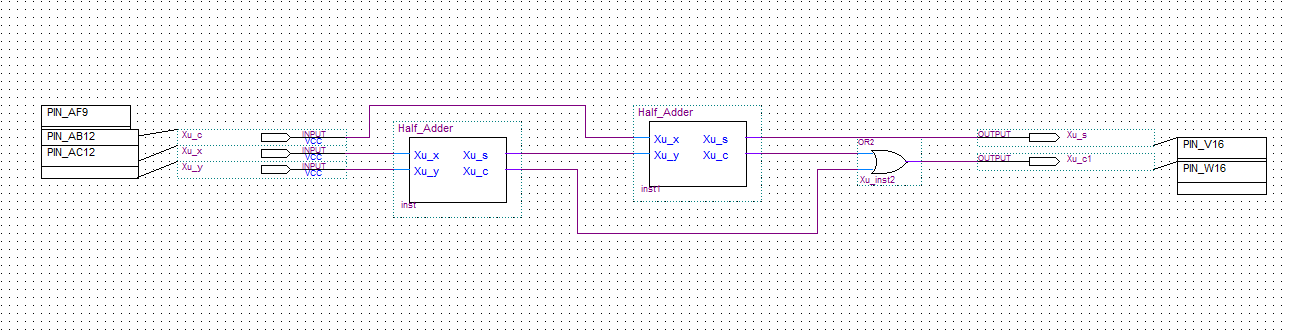 PIN_AF9
PIN_AB12
PIN_AC12
Xu_c
INPUT
VCC
Xu_x
INPUT
VCC
Xu_y
INPUT
VCC
Half_Adder
Xu_x
Xu_s
Xu_y
Xu_c
inst
Half_Adder
Xu_x
Xu_s
Xu_y
Xu_c
inst1
OR2
Xu_inst2
OUTPUT
Xu_s
OUTPUT
Xu_c1
PIN_V16
PIN_W16